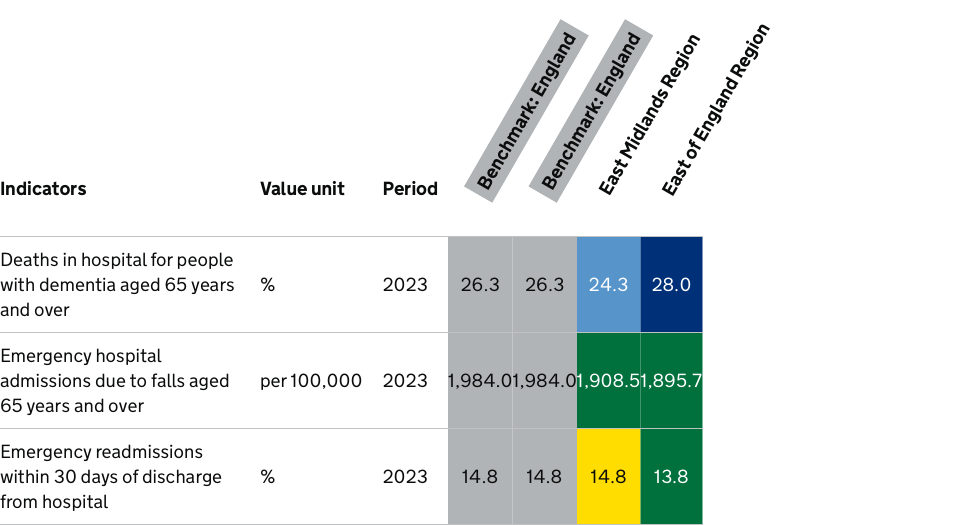 Indicators Value unit Period Benchmark: England Benchmark: England East Midlands Region East of England Region
Deaths in hospital for people
with dementia aged 65 years % 2023 26.3 26.3 24.3 28.0
and over
Emergency hospital
admissions due to falls aged per 100,000 2023 1,984.0 1,984.0 1,908.5 1,895.7
65 years and over
Emergency readmissions
within 30 days of discharge % 2023 14.8 14.8 14.8 13.8
from hospital